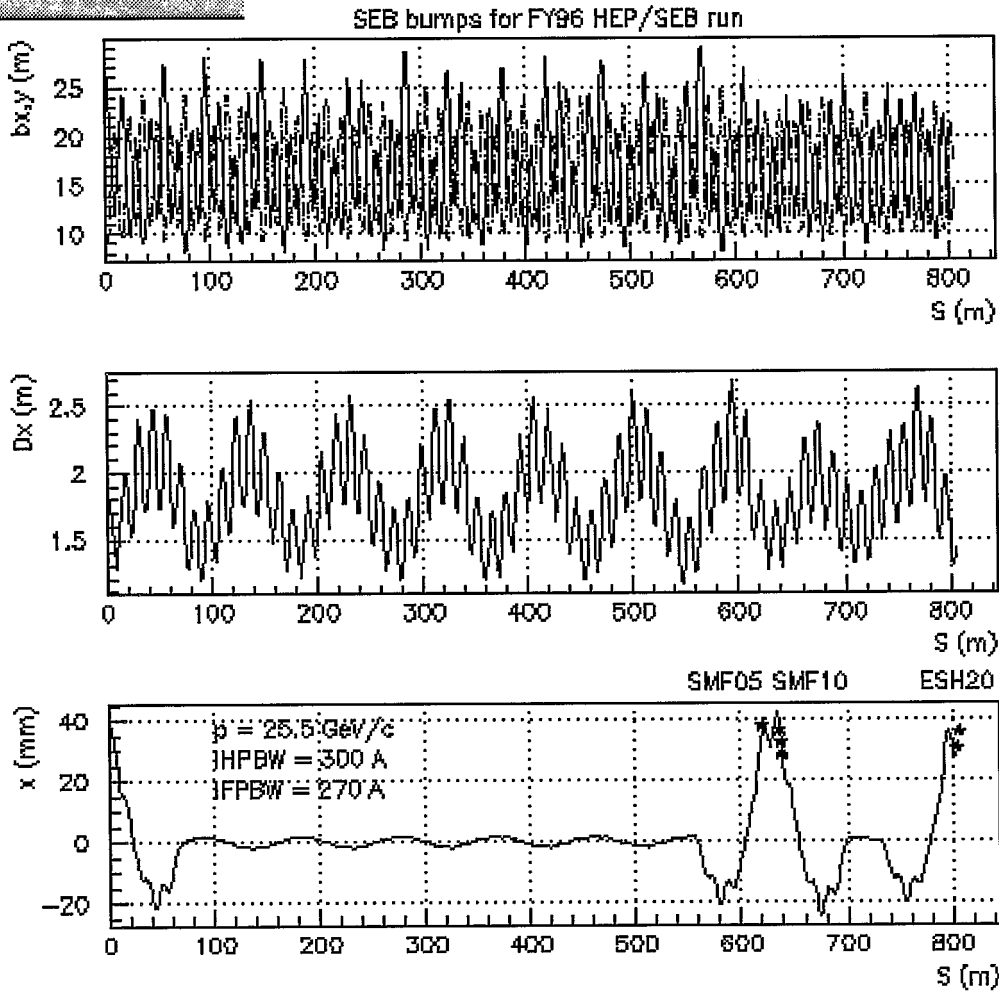 SEB bumps for FY96 HEP/SEB run
bx,y (m)
25
20
15
10
0 100 200 300 400 500 600 700 800
S (m)
Dx (m)
2.5
2
1.5
0 100 200 300 400 500 600 700 800
S (m)
SMF05 SMF10 ESH20
x (mm)
40
20
0
−20
p = 25.5 GeV/c
IHPBW = 300 A
IFPBW = 270 A
0 100 200 300 400 500 600 700 800
S (m)